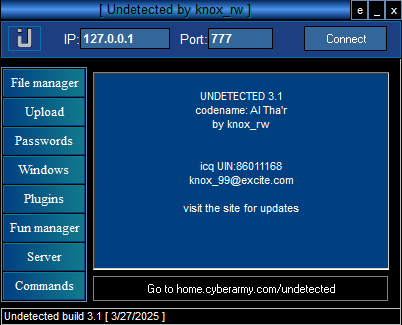 [ Undetected by knox_rw ]
e _ x
IU IP: 127.0.0.1 Port: 777 Connect
File manager
Upload
Passwords
Windows
Plugins
Fun manager
Server
Commands
UNDETECTED 3.1
codename: Al Tha'r
by knox_rw
icq UIN:86011168
knox_99@excite.com
visit the site for updates
Go to home.cyberarmy.com/undetected
Undetected build 3.1 [ 3/27/2025 ]